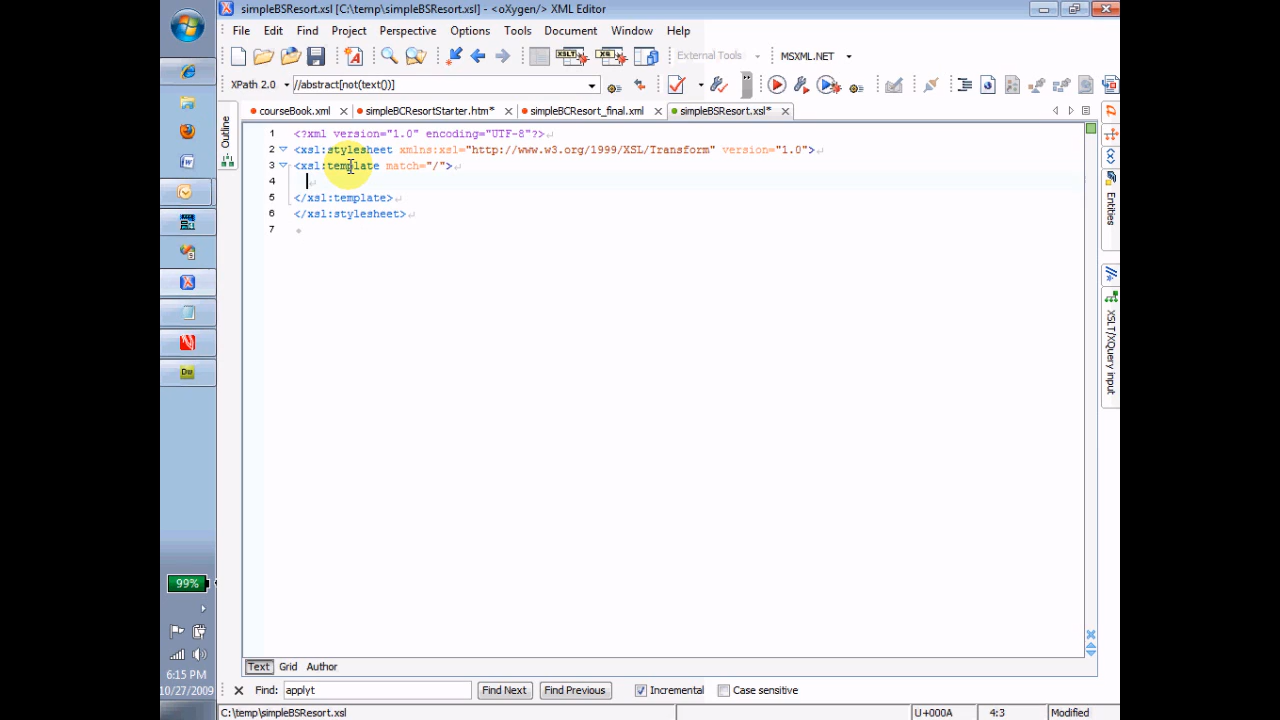 simpleBSResort.xsl [C:\temp\simpleBSResort.xsl] - <oXygen/> XML Editor
File Edit Find Project Perspective Options Tools Document Window Help
External Tools MSXML.NET
XPath 2.0 //abstract[not(text())]
courseBook.xml simpleBCResortStarter.htm* simpleBCResort_final.xml simpleBSResort.xsl*
Outline
1 <?xml version="1.0" encoding="UTF-8"?>
2 <xsl:stylesheet xmlns:xsl="http://www.w3.org/1999/XSL/Transform" version="1.0">
3 <xsl:template match="/">
4
5 </xsl:template>
6 </xsl:stylesheet>
7
Entities
XSLT/XQuery input
99%
6:15 PM
10/27/2009
Text Grid Author
Find: applyt Find Next Find Previous Incremental Case sensitive
C:\temp\simpleBSResort.xsl U+000A 4:3 Modified